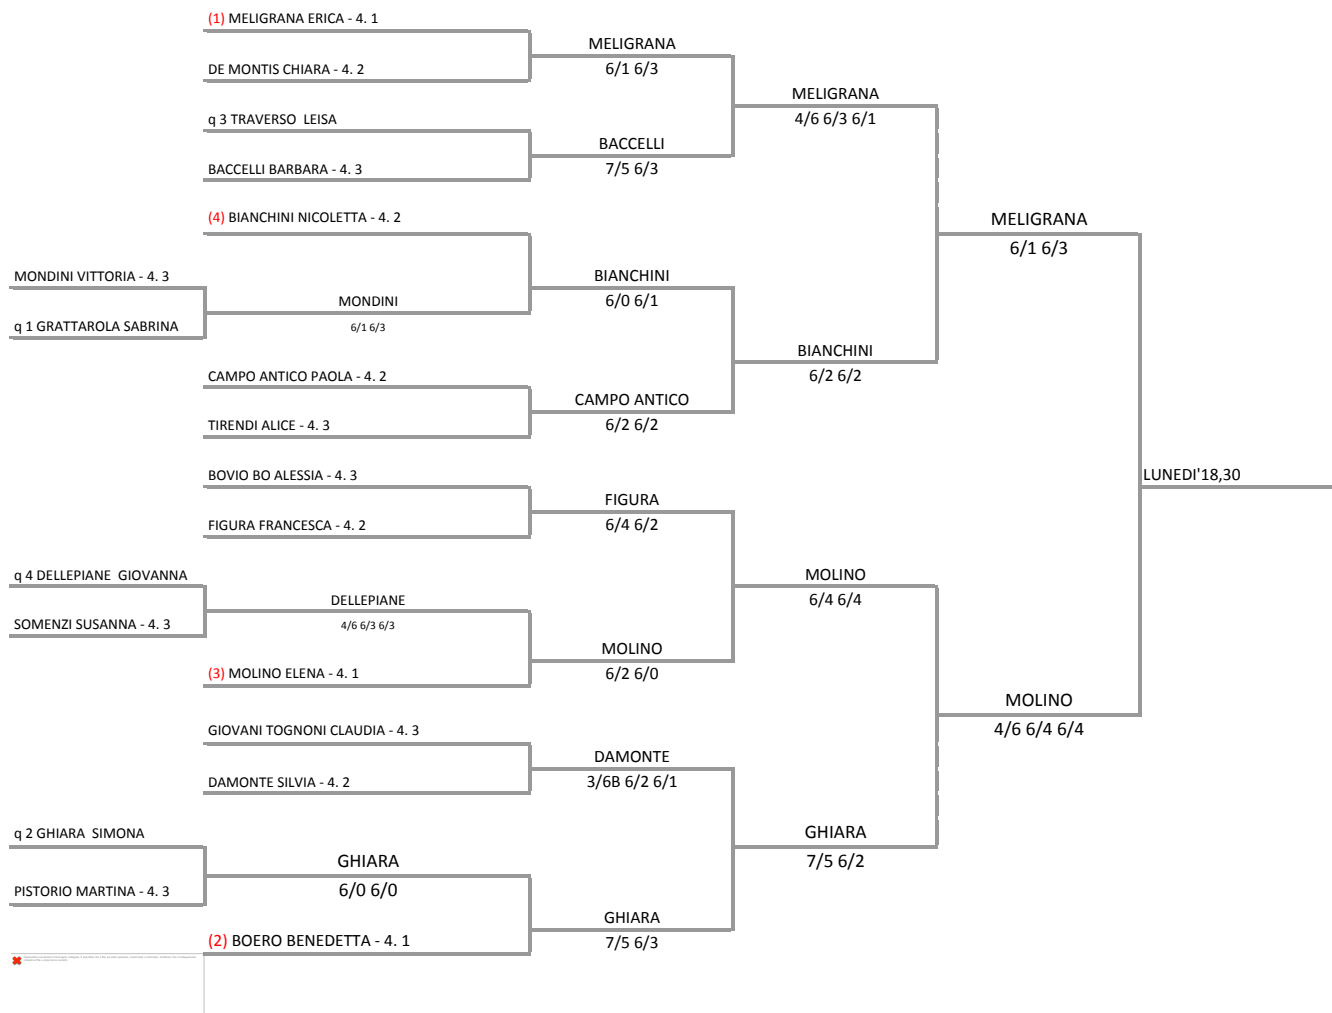 (1) MELIGRANA ERICA - 4. 1
MELIGRANA
6/1 6/3
DE MONTIS CHIARA - 4. 2
MELIGRANA
4/6 6/3 6/1
q 3 TRAVERSO  LEISA
BACCELLI
7/5 6/3
BACCELLI BARBARA - 4. 3
(4) BIANCHINI NICOLETTA - 4. 2
MELIGRANA
6/1 6/3
MONDINI VITTORIA - 4. 3
BIANCHINI
6/0 6/1
MONDINI
6/1 6/3
q 1 GRATTAROLA SABRINA
BIANCHINI
6/2 6/2
CAMPO ANTICO PAOLA - 4. 2
CAMPO ANTICO
6/2 6/2
TIRENDI ALICE - 4. 3
BOVIO BO ALESSIA - 4. 3
LUNEDI'18,30
FIGURA
6/4 6/2
FIGURA FRANCESCA - 4. 2
q 4 DELLEPIANE  GIOVANNA
MOLINO
6/4 6/4
DELLEPIANE
4/6 6/3 6/3
SOMENZI SUSANNA - 4. 3
MOLINO
6/2 6/0
(3) MOLINO ELENA - 4. 1
MOLINO
4/6 6/4 6/4
GIOVANI TOGNONI CLAUDIA - 4. 3
DAMONTE
3/6B 6/2 6/1
DAMONTE SILVIA - 4. 2
q 2 GHIARA  SIMONA
GHIARA
7/5 6/2
GHIARA
6/0 6/0
PISTORIO MARTINA - 4. 3
GHIARA
7/5 6/3
(2) BOERO BENEDETTA - 4. 1